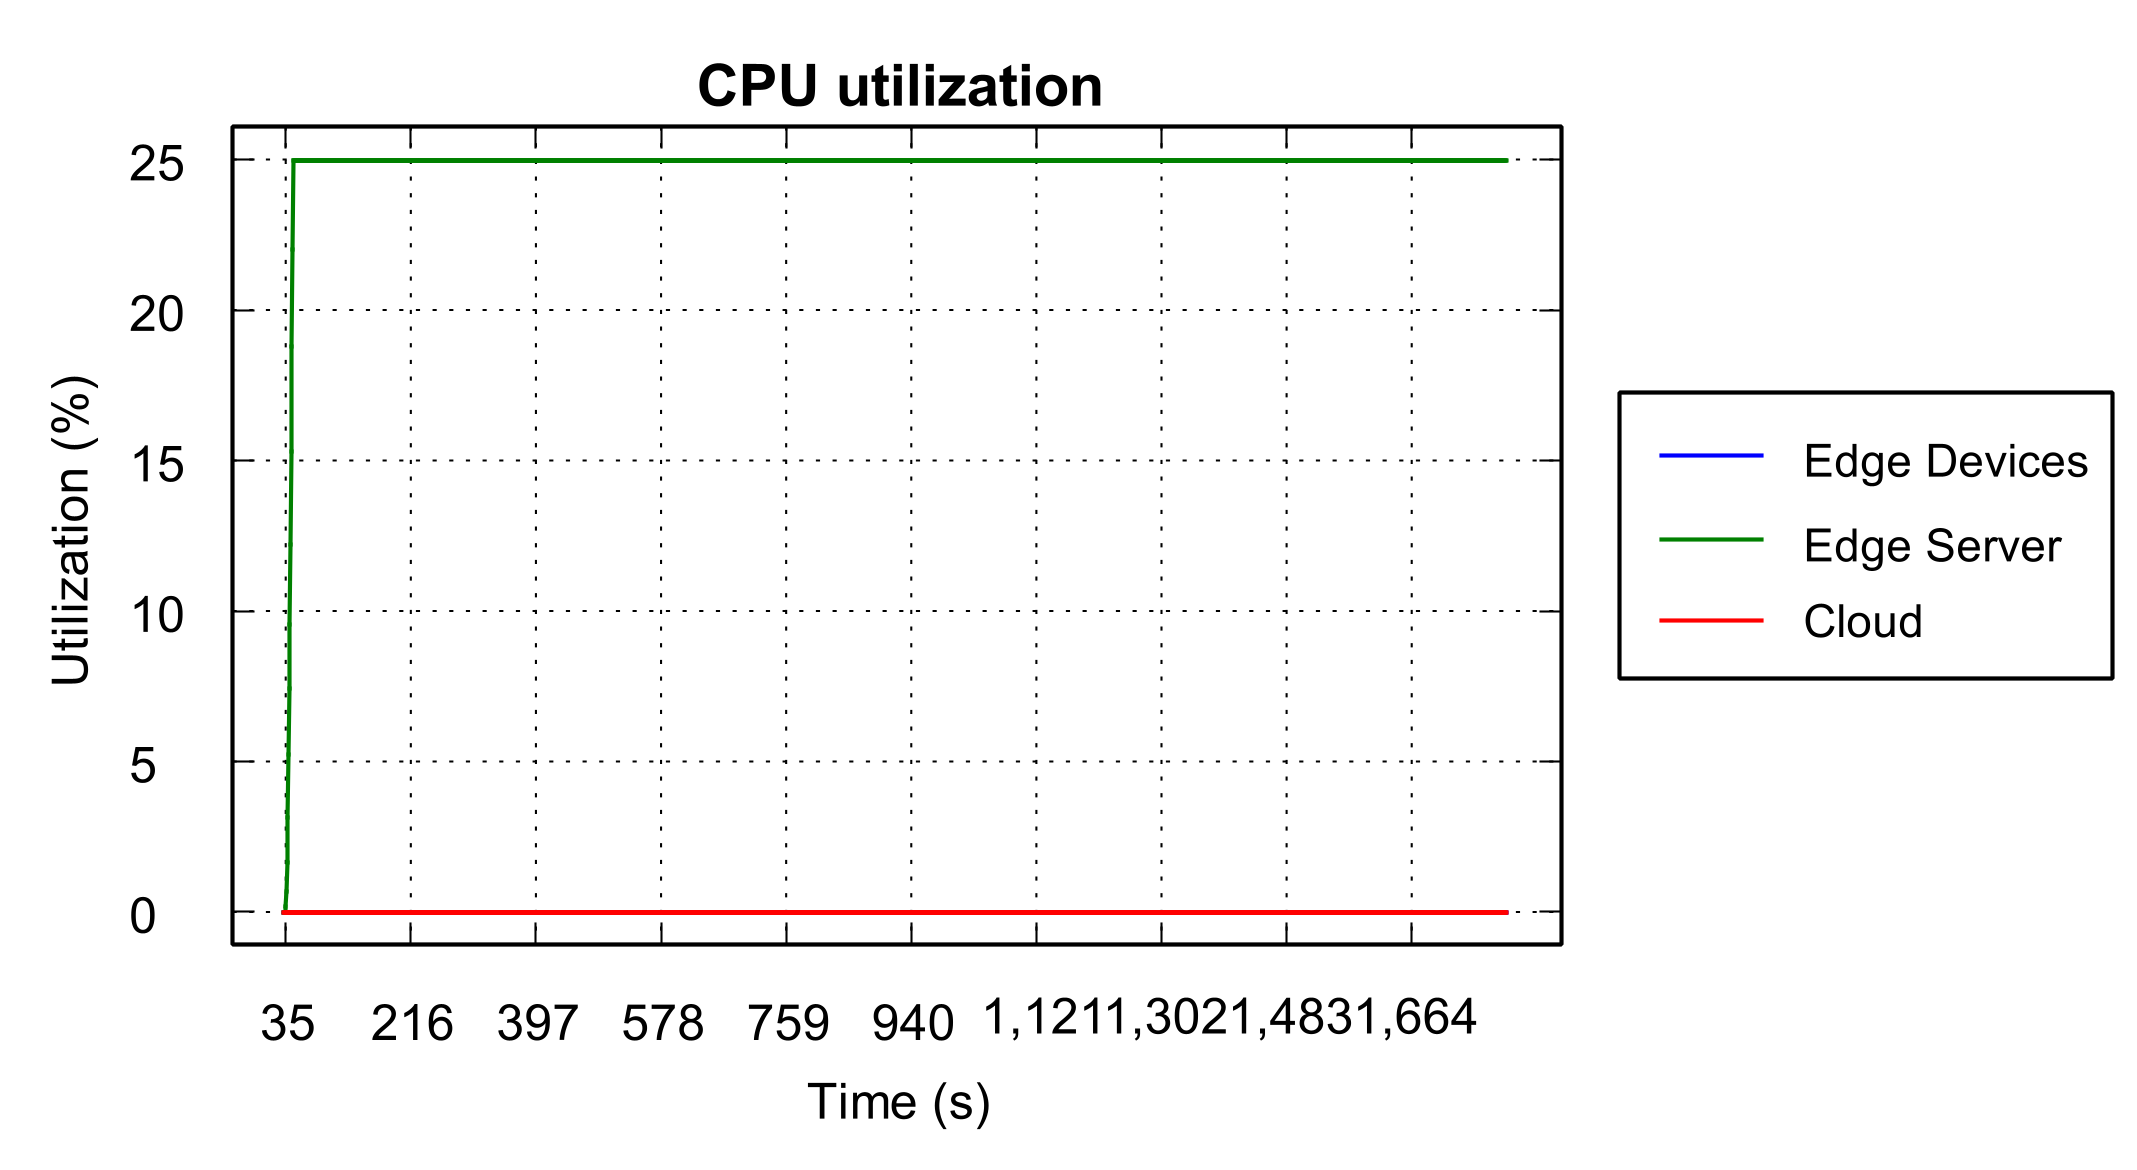 CPU utilization
25
20
15
10
5
0
Utilization (%)
35 216 397 578 759 940 1,1211,3021,4831,664
Time (s)
Edge Devices
Edge Server
Cloud